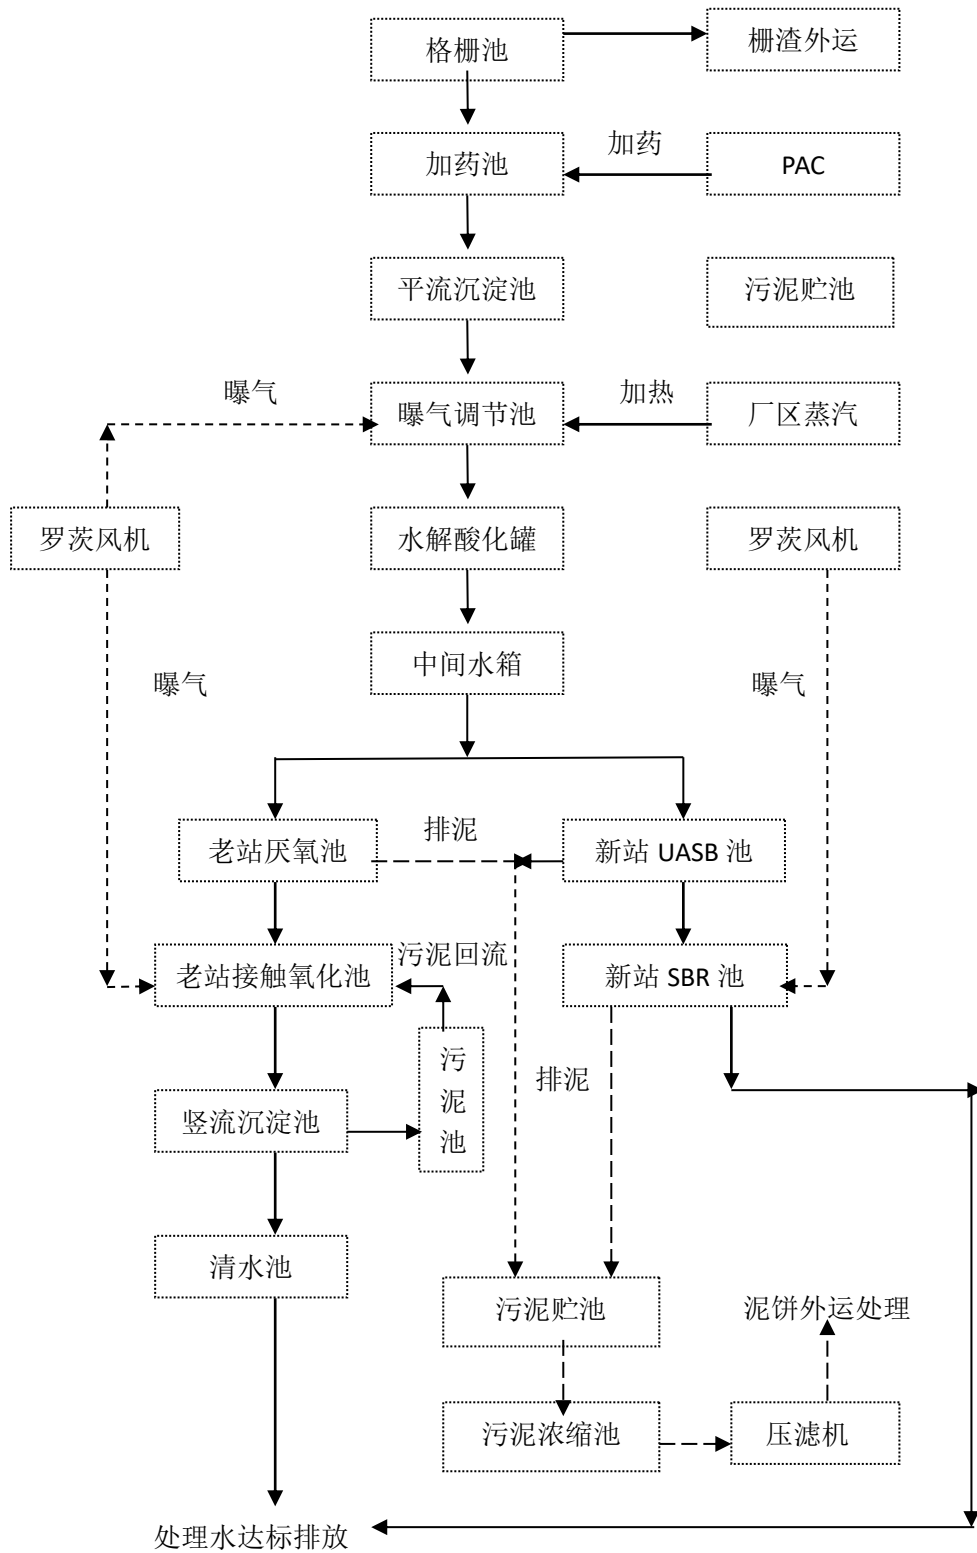 格栅池
栅渣外运
加药
加药池
PAC
平流沉淀池
污泥贮池
曝气
曝气调节池
加热
厂区蒸汽
罗茨风机
水解酸化罐
罗茨风机
中间水箱
曝气
曝气
老站厌氧池
排泥
新站 UASB 池
老站接触氧化池
污泥回流
新站 SBR 池
污
泥
池
排泥
竖流沉淀池
清水池
污泥贮池
泥饼外运处理
污泥浓缩池
压滤机
处理水达标排放